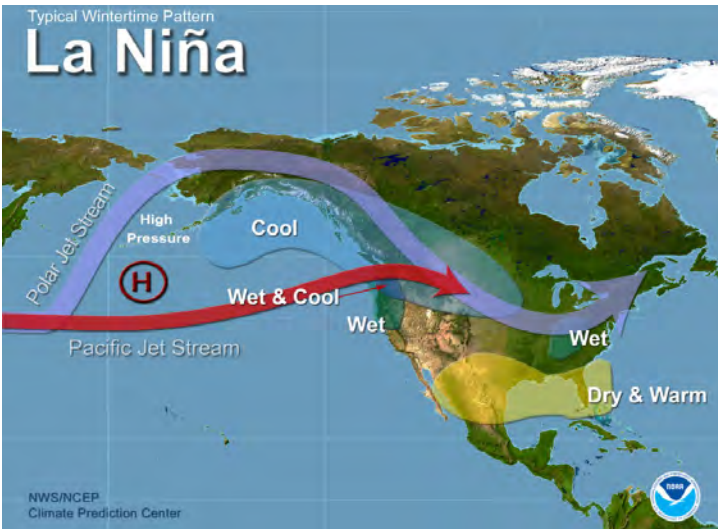 Typical Wintertime Pattern
La Niña
Polar Jet Stream
High
Pressure
H
Cool
Wet & Cool
Wet
Pacific Jet Stream
Wet
Dry & Warm
NWS/NCEP
Climate Prediction Center
NOAA